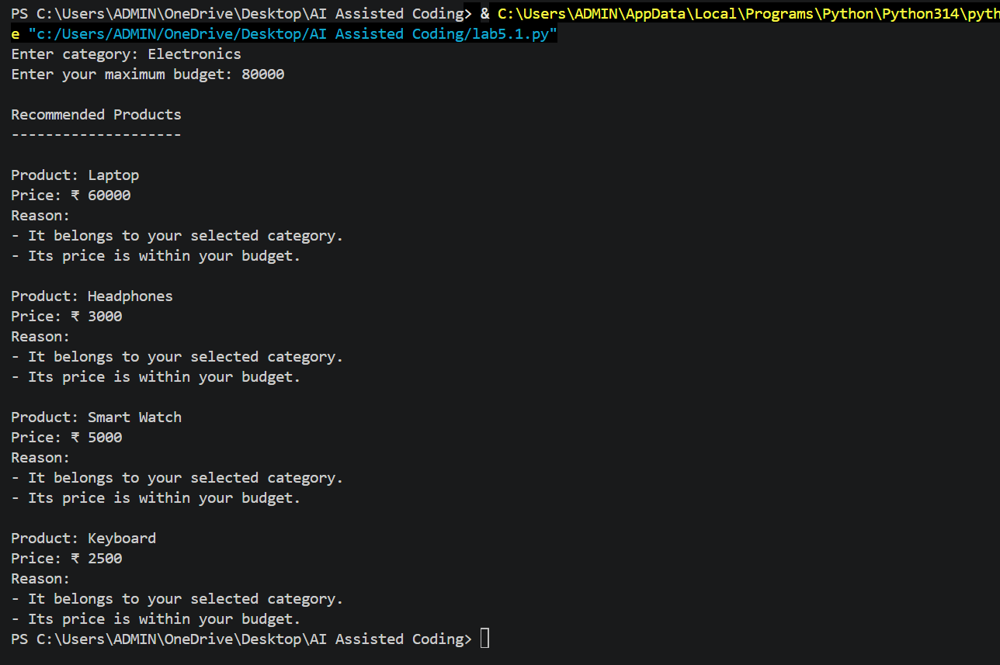 PS C:\Users\ADMIN\OneDrive\Desktop\AI Assisted Coding> & C:\Users\ADMIN\AppData\Local\Programs\Python\Python314\pyth
e "c:/Users/ADMIN/OneDrive/Desktop/AI Assisted Coding/lab5.1.py"
Enter category: Electronics
Enter your maximum budget: 80000
Recommended Products
--------------------
Product: Laptop
Price: ₹ 60000
Reason:
- It belongs to your selected category.
- Its price is within your budget.
Product: Headphones
Price: ₹ 3000
Reason:
- It belongs to your selected category.
- Its price is within your budget.
Product: Smart Watch
Price: ₹ 5000
Reason:
- It belongs to your selected category.
- Its price is within your budget.
Product: Keyboard
Price: ₹ 2500
Reason:
- It belongs to your selected category.
- Its price is within your budget.
PS C:\Users\ADMIN\OneDrive\Desktop\AI Assisted Coding>